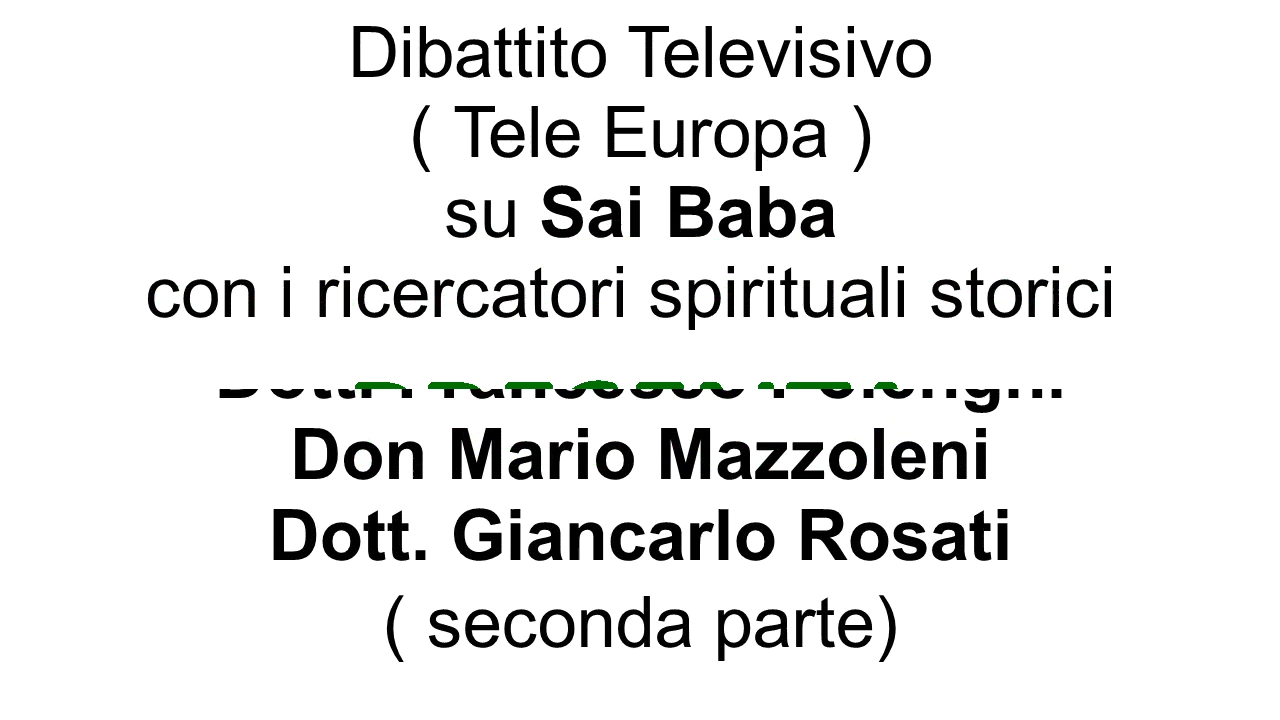 Dibattito Televisivo
( Tele Europa )
su Sai Baba
con i ricercatori spirituali storici
Don Mario Mazzoleni
Dott. Giancarlo Rosati
( seconda parte)